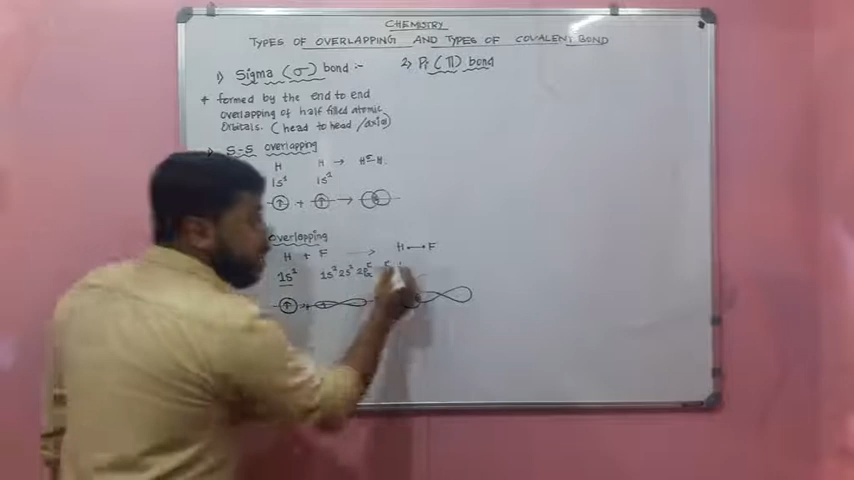 CHEMISTRY
TYPES OF OVERLAPPING AND TYPES OF COVALENT BOND
1) Sigma (σ) bond :-
2) Pi (π) bond
* formed by the end to end
overlapping of half filled atomic
orbitals. (head to head /axial)
S-S overlapping
H H → H-H
1s¹ 1s¹
+ →
overlapping
H + F → H F
1s¹ 1s² 2s²
+